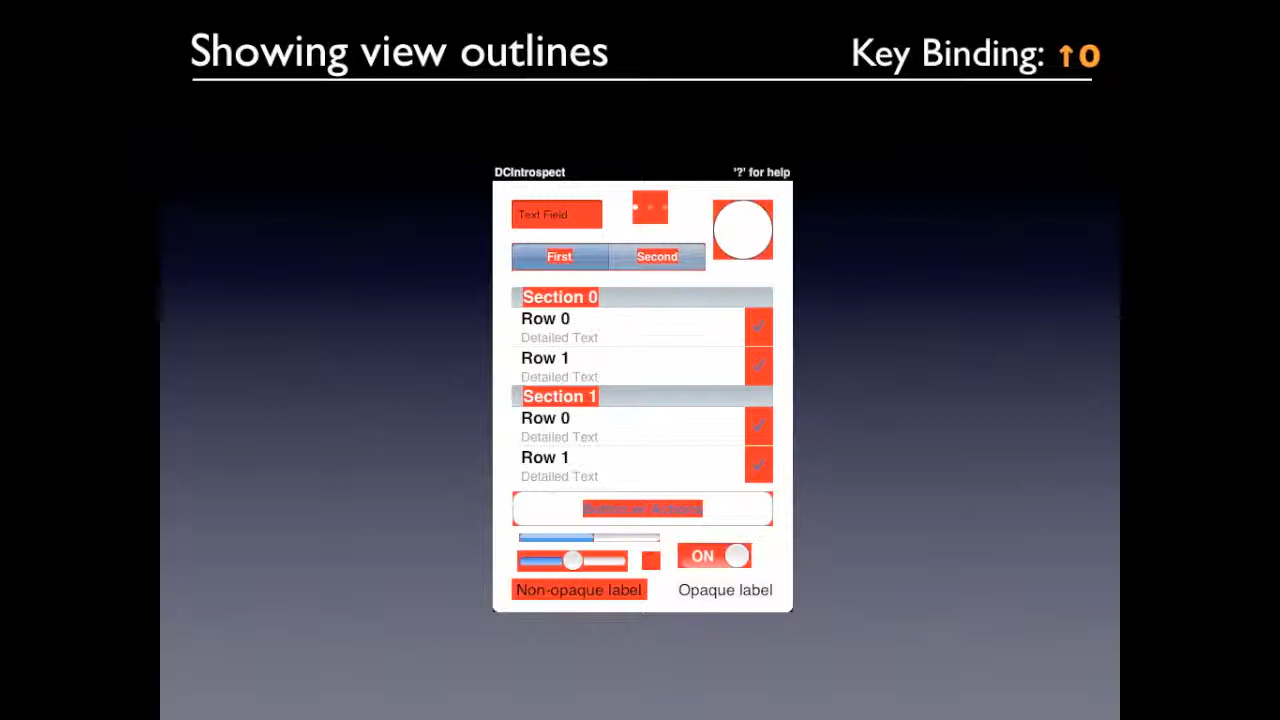 Showing view outlines Key Binding: ↑o
DCIntrospect '?' for help
Text Field
First Second
Section 0
Row 0
Detailed Text
Row 1
Detailed Text
Section 1
Row 0
Detailed Text
Row 1
Detailed Text
Button w/ Actions
ON
Non-opaque label Opaque label